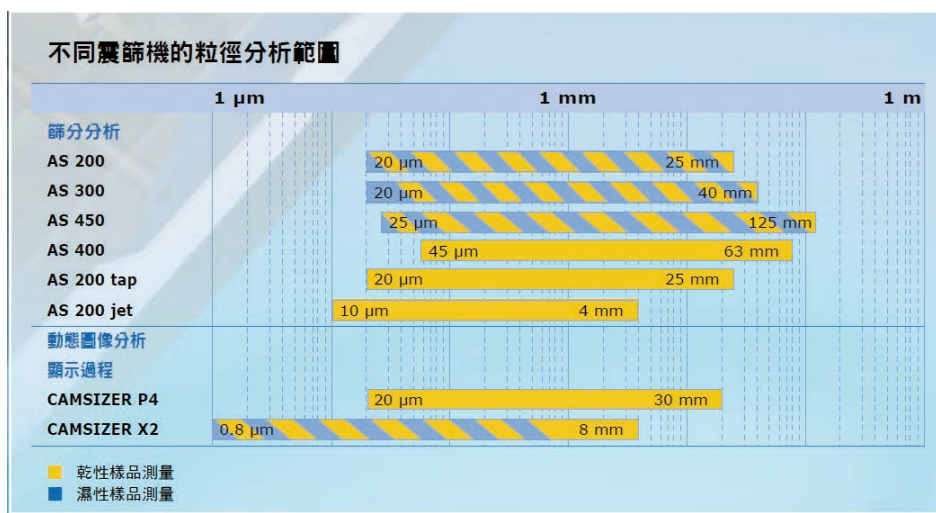 不同震篩機的粒徑分析範圍
1 μm 1 mm 1 m
篩分分析
AS 200 20 μm 25 mm
AS 300 20 μm 40 mm
AS 450 25 μm 125 mm
AS 400 45 μm 63 mm
AS 200 tap 20 μm 25 mm
AS 200 jet 10 μm 4 mm
動態圖像分析
顯示過程
CAMSIZER P4 20 μm 30 mm
CAMSIZER X2 0.8 μm 8 mm
乾性樣品測量
濕性樣品測量